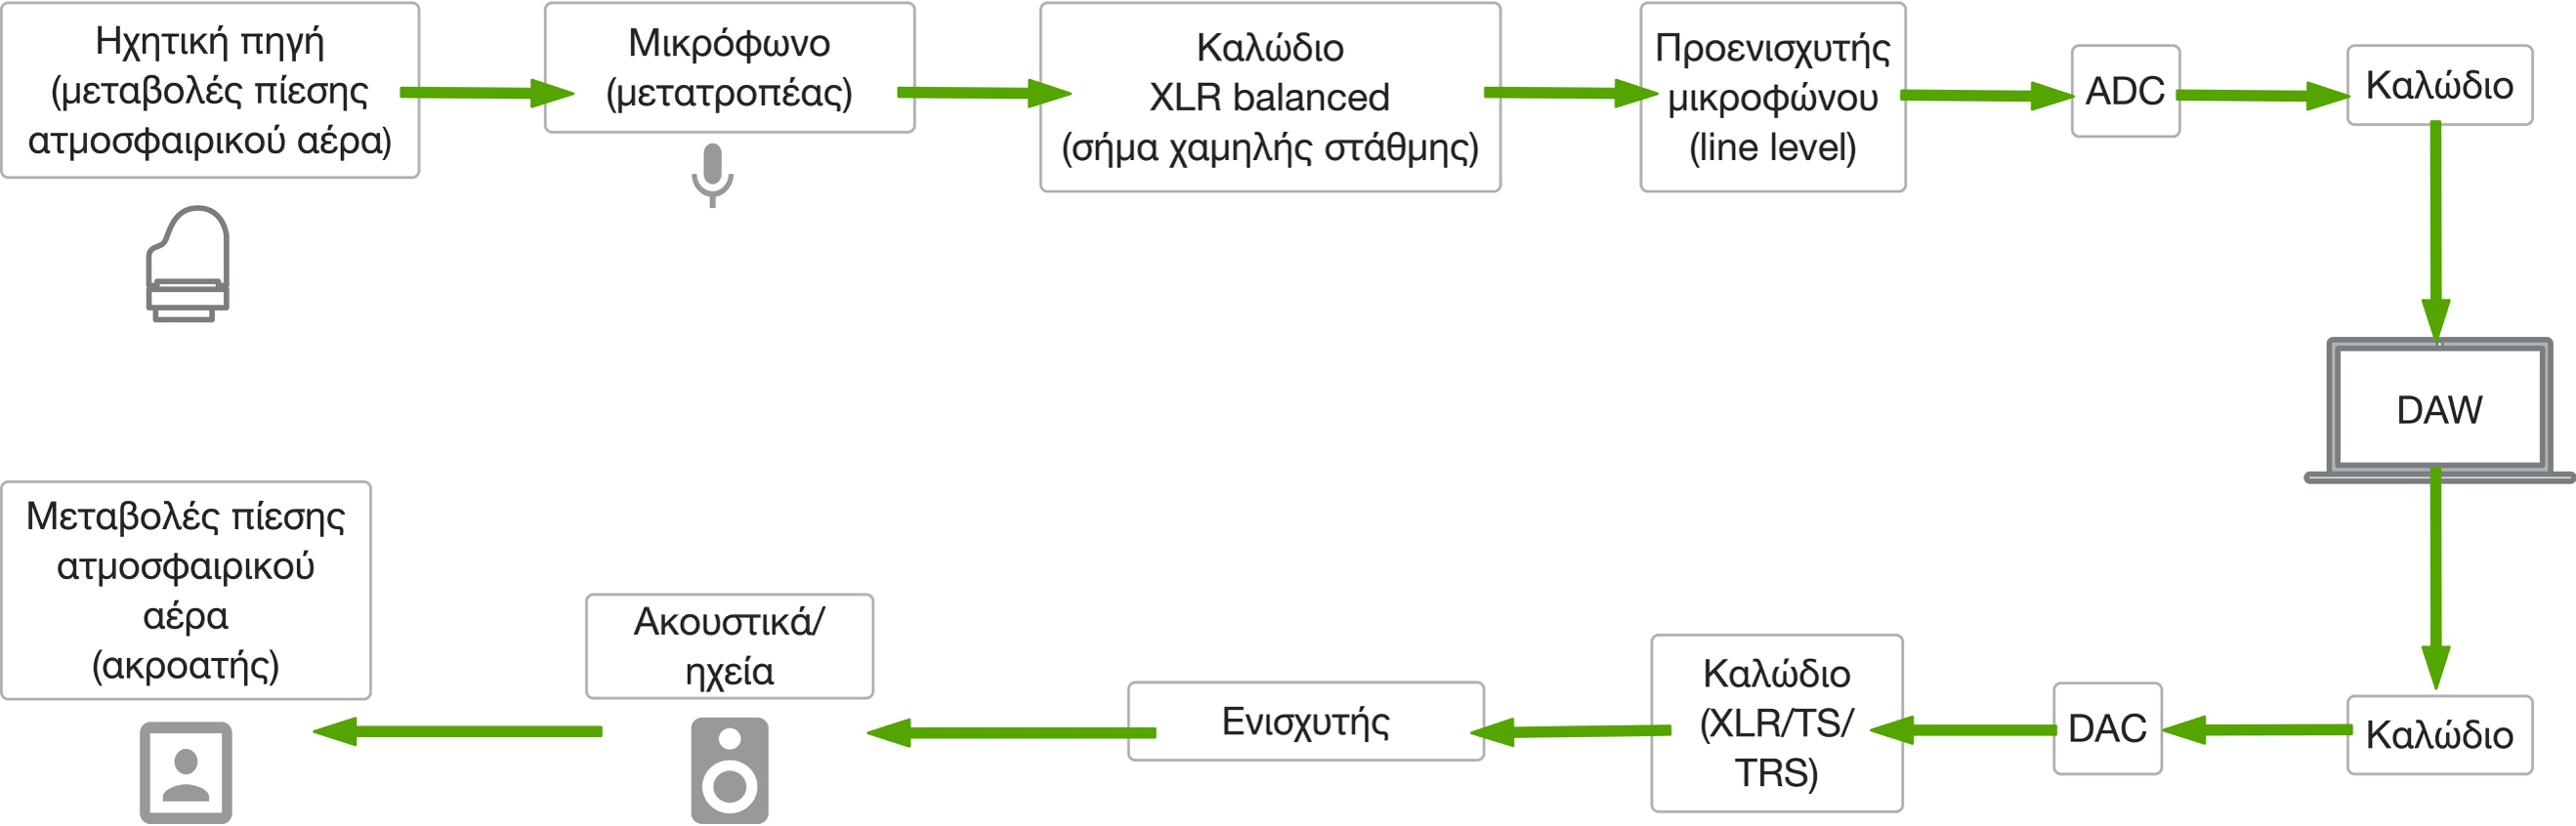 Ηχητική πηγή
(μεταβολές πίεσης
ατμοσφαιρικού αέρα)
Μικρόφωνο
(μετατροπέας)
Καλώδιο
XLR balanced
(σήμα χαμηλής στάθμης)
Προενισχυτής
μικροφώνου
(line level)
ADC
Καλώδιο
DAW
Καλώδιο
DAC
Καλώδιο
(XLR/TS/
TRS)
Ενισχυτής
Ακουστικά/
ηχεία
Μεταβολές πίεσης
ατμοσφαιρικού
αέρα
(ακροατής)